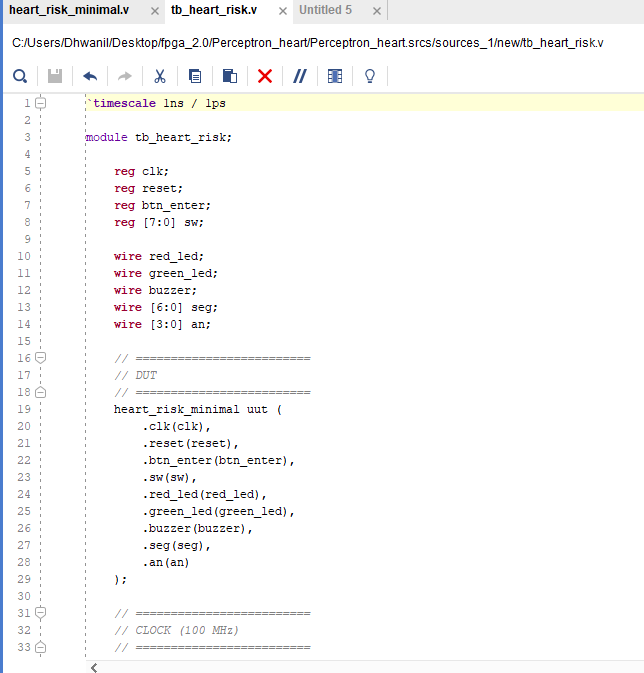 heart_risk_minimal.v × tb_heart_risk.v × Untitled 5 ×
C:/Users/Dhwanil/Desktop/fpga_2.0/Perceptron_heart/Perceptron_heart.srcs/sources_1/new/tb_heart_risk.v
1 `timescale 1ns / 1ps
2
3 module tb_heart_risk;
4
5 reg clk;
6 reg reset;
7 reg btn_enter;
8 reg [7:0] sw;
9
10 wire red_led;
11 wire green_led;
12 wire buzzer;
13 wire [6:0] seg;
14 wire [3:0] an;
15
16 // =========================
17 // DUT
18 // =========================
19 heart_risk_minimal uut (
20 .clk(clk),
21 .reset(reset),
22 .btn_enter(btn_enter),
23 .sw(sw),
24 .red_led(red_led),
25 .green_led(green_led),
26 .buzzer(buzzer),
27 .seg(seg),
28 .an(an)
29 );
30
31 // =========================
32 // CLOCK (100 MHz)
33 // =========================